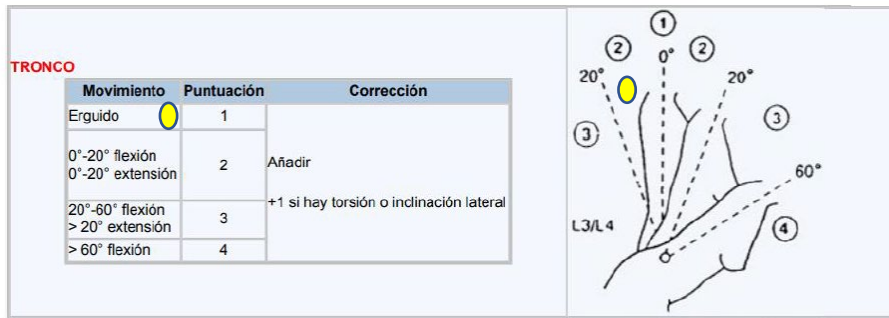 TRONCO
Movimiento Puntuación Corrección
Erguido 1
0°-20° flexión
0°-20° extensión
2
Añadir
+1 si hay torsión o inclinación lateral
20°-60° flexión
> 20° extensión
3
> 60° flexión 4
1
2 0° 2
20° 20°
3 3
60°
L3/L4
4